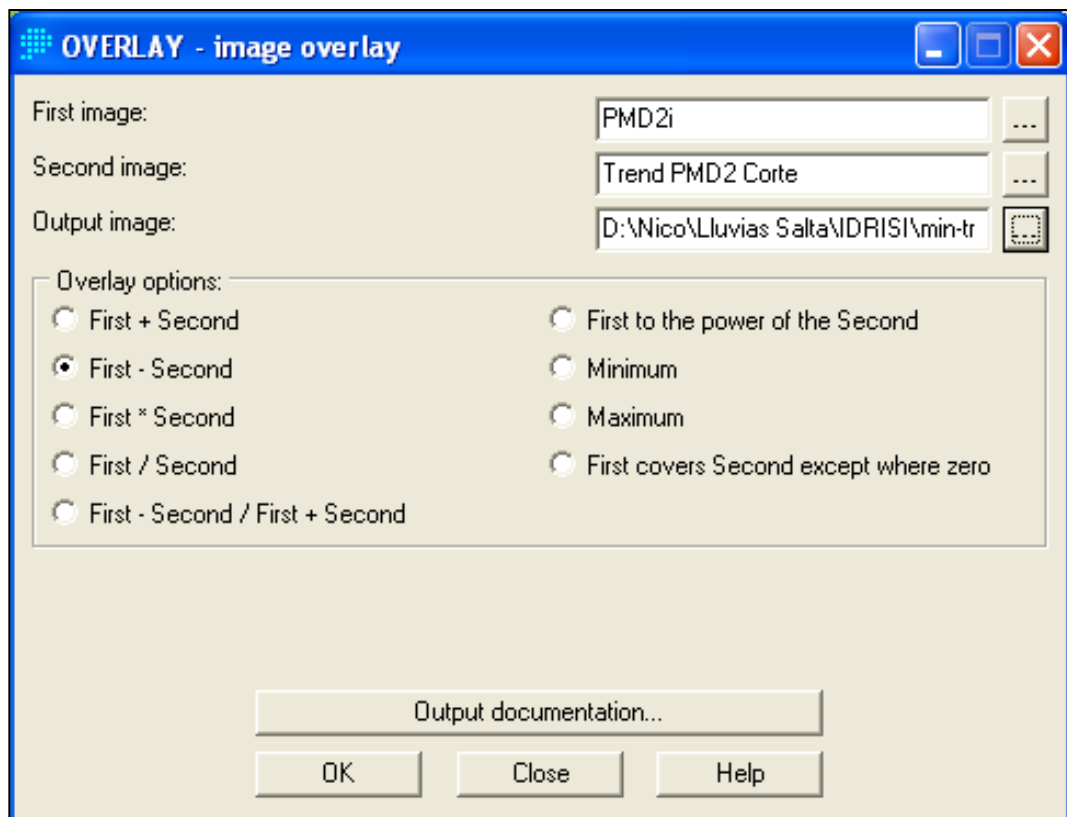 OVERLAY - image overlay
First image:
PMD2i
...
Second image:
Trend PMD2 Corte
...
Output image:
D:\Nico\Lluvias Salta\IDRISI\min-tr
...
Overlay options:
First + Second
First - Second
First * Second
First / Second
First - Second / First + Second
First to the power of the Second
Minimum
Maximum
First covers Second except where zero
Output documentation...
OK
Close
Help